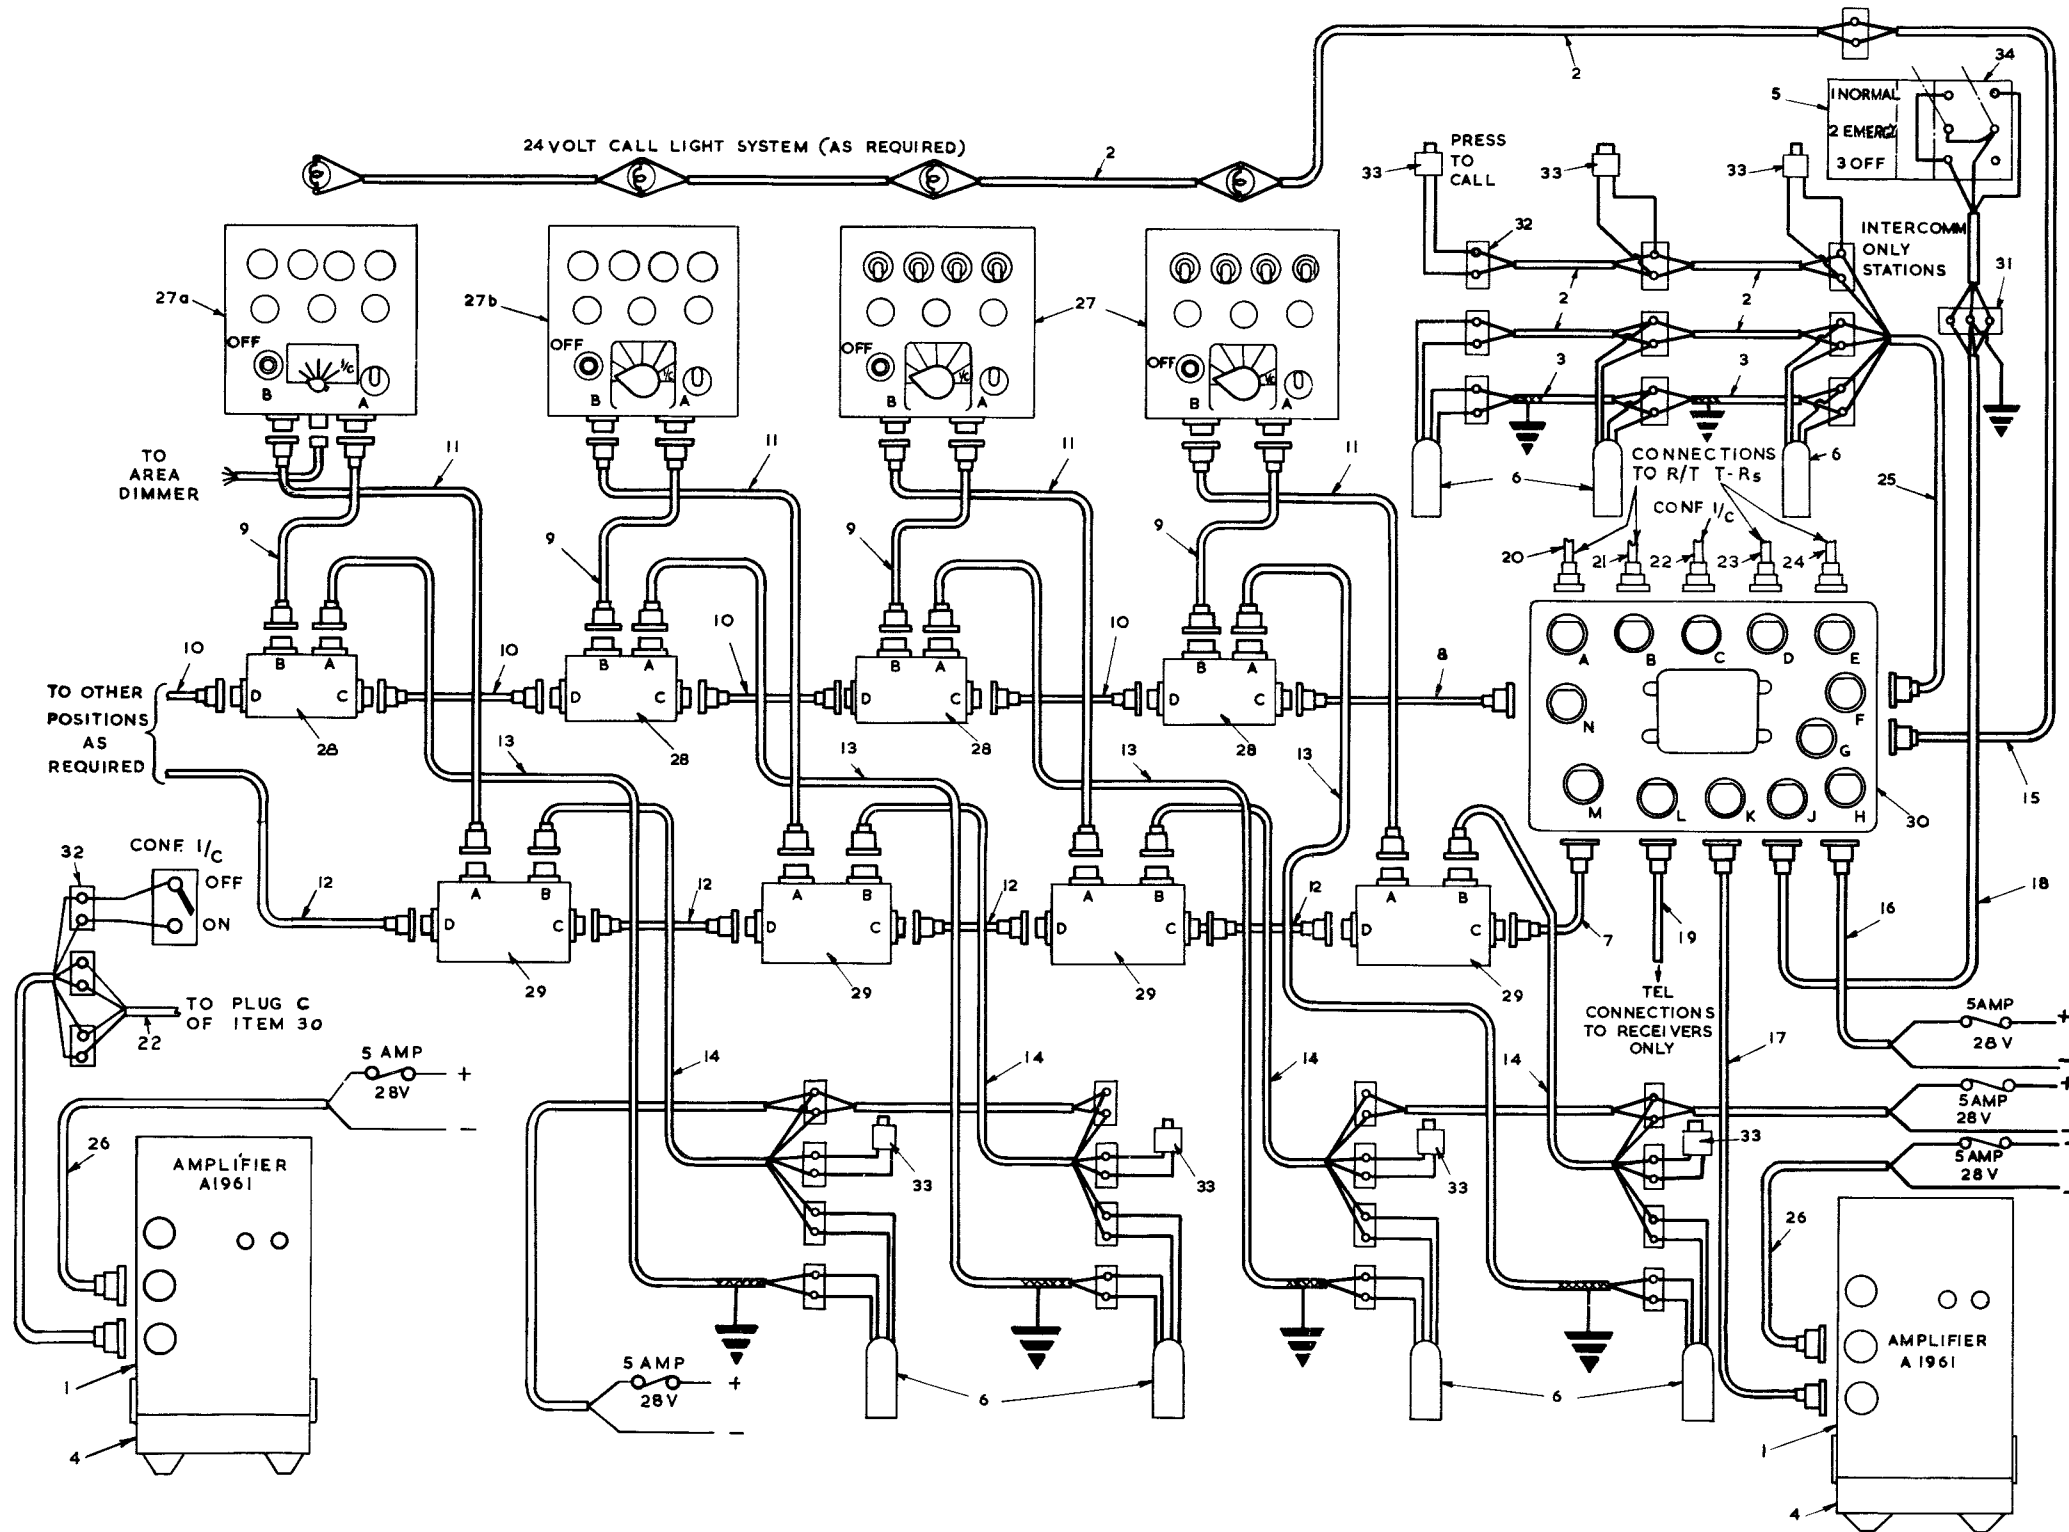 2
34
5
1 NORMAL
2 EMERGY
3 OFF
24 VOLT CALL LIGHT SYSTEM (AS REQUIRED)
2
33
PRESS
TO
CALL
33
33
32
INTERCOMM
ONLY
STATIONS
31
2
2
2
2
3
3
27a
OFF
I/C
B
A
27b
OFF
I/C
B
A
27
OFF
I/C
B
A
OFF
I/C
B
A
TO
AREA
DIMMER
11
11
11
11
9
9
9
9
6
6
CONNECTIONS
TO R/T T-Rs
CONF I/C
25
20
21
22
23
24
10
B
A
D
C
28
10
B
A
D
C
28
10
B
A
D
C
28
10
B
A
D
C
28
8
TO OTHER
POSITIONS
AS
REQUIRED
A
B
C
D
E
F
G
H
J
K
L
M
N
30
15
13
13
13
13
32
CONF I/C
OFF
ON
12
A
B
D
C
29
12
A
B
D
C
29
12
A
B
D
C
29
12
A
B
D
C
29
7
19
16
18
TEL
CONNECTIONS
TO RECEIVERS
ONLY
17
TO PLUG C
OF ITEM 30
22
5 AMP
28V
+
-
5AMP
28V
+
-
+
5AMP
28V
-
-
5AMP
28V
-
14
14
14
14
33
33
33
33
26
AMPLIFIER
A1961
1
4
5 AMP
28V
+
-
6
6
26
AMPLIFIER
A1961
1
4